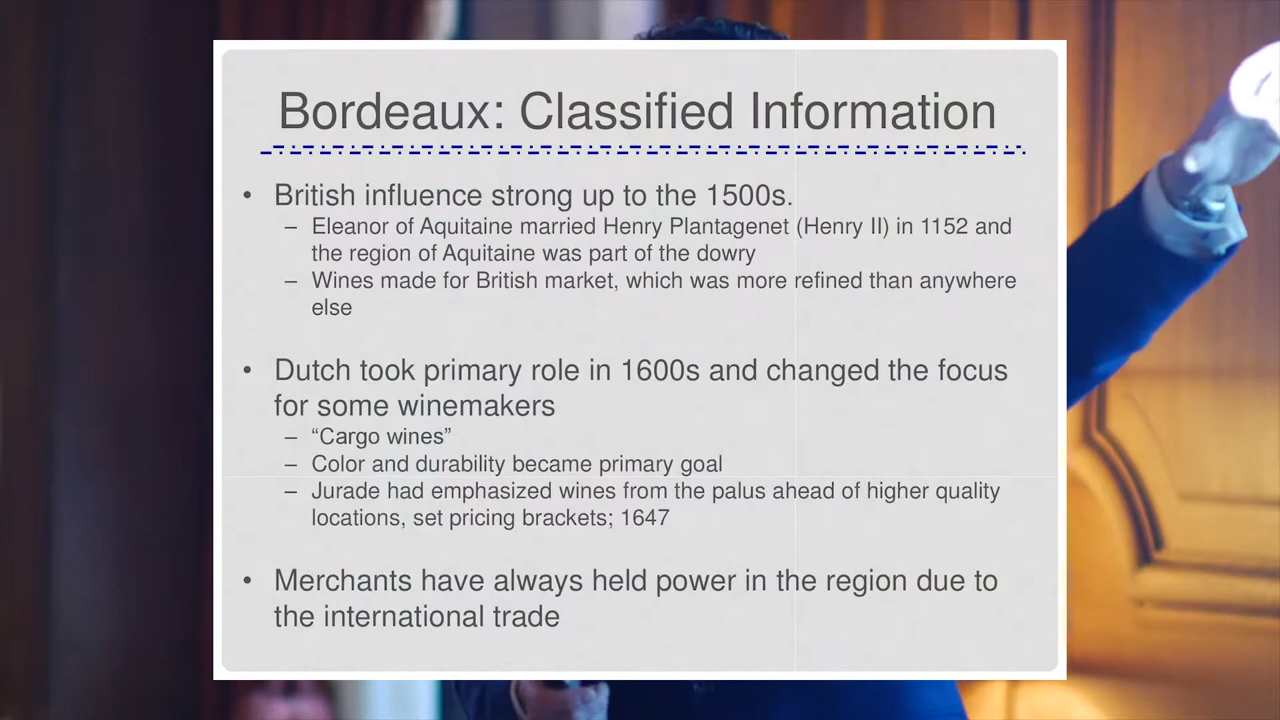 Bordeaux: Classified Information
• British influence strong up to the 1500s.
– Eleanor of Aquitaine married Henry Plantagenet (Henry II) in 1152 and
the region of Aquitaine was part of the dowry
– Wines made for British market, which was more refined than anywhere
else
• Dutch took primary role in 1600s and changed the focus
for some winemakers
– “Cargo wines”
– Color and durability became primary goal
– Jurade had emphasized wines from the palus ahead of higher quality
locations, set pricing brackets; 1647
• Merchants have always held power in the region due to
the international trade